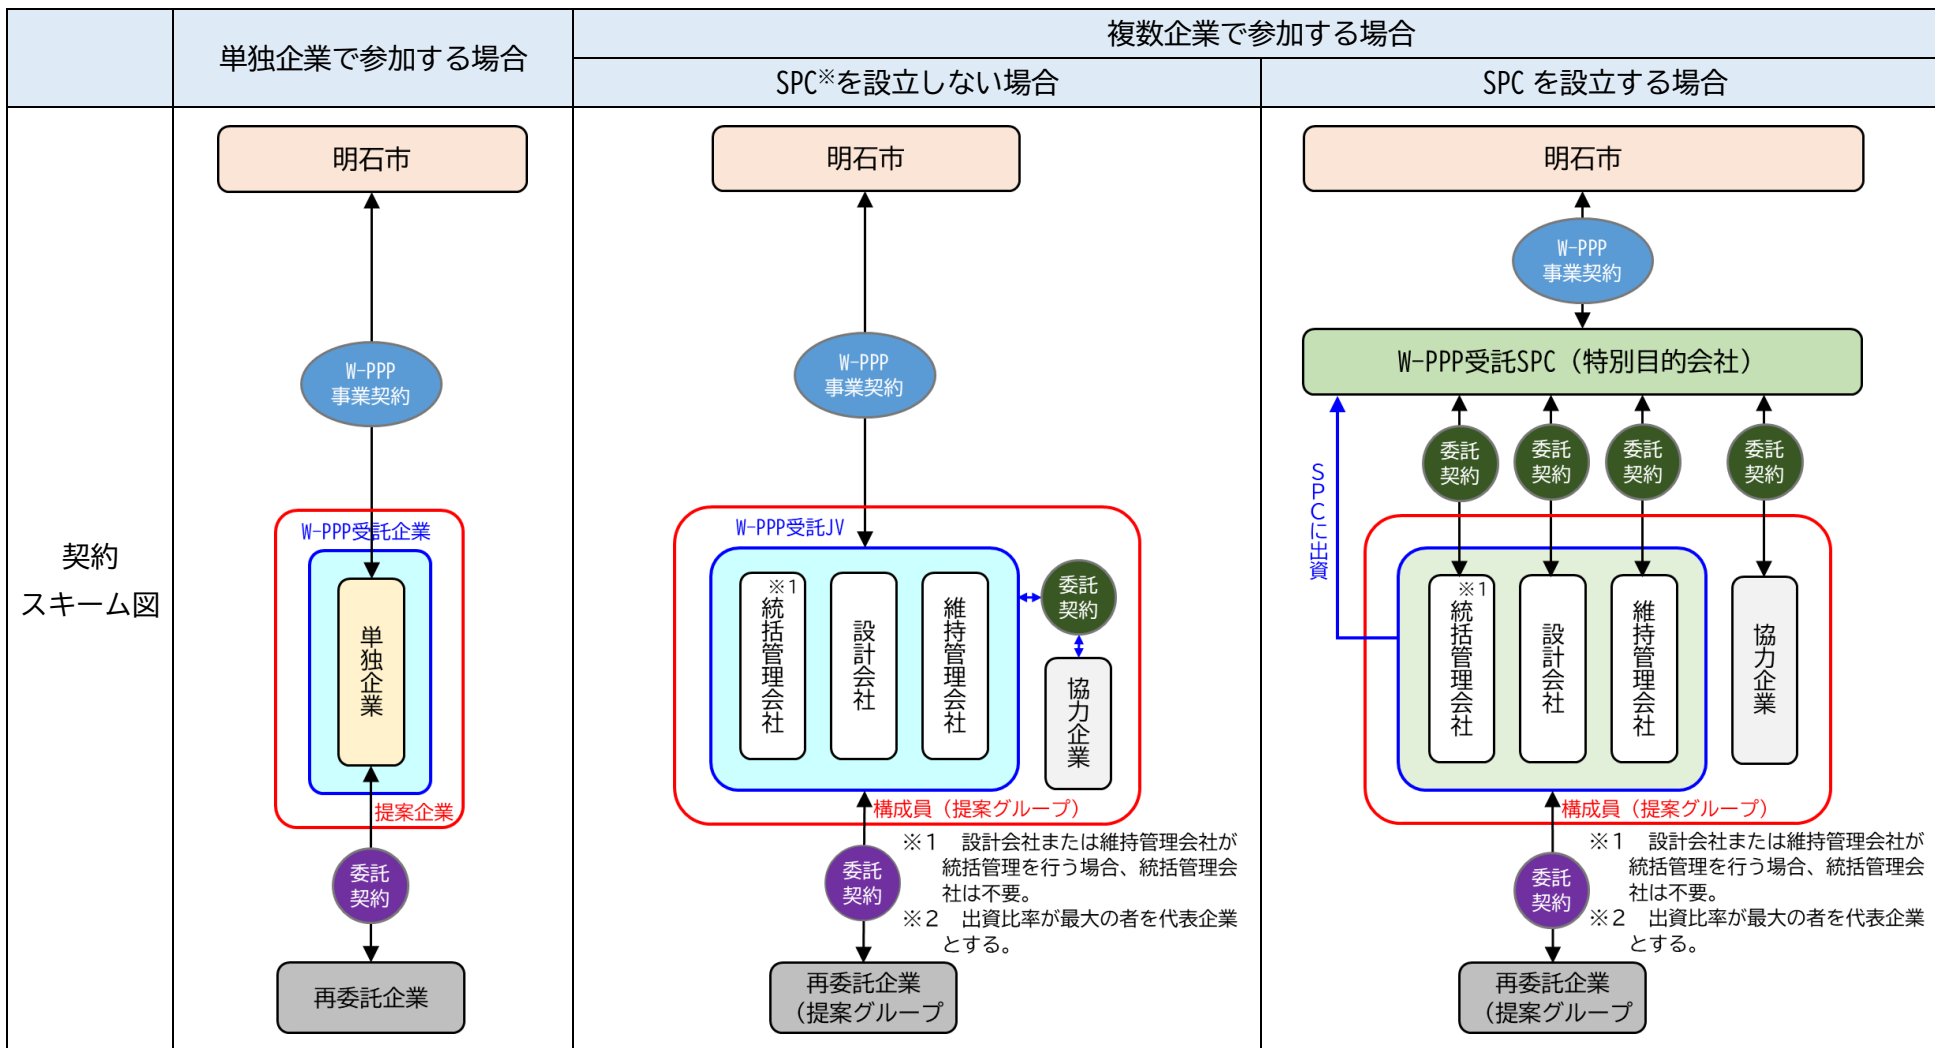 単独企業で参加する場合
複数企業で参加する場合
SPC※を設立しない場合
SPC を設立する場合
契約
スキーム図
明石市
W-PPP
事業契約
W-PPP受託企業
単独企業
提案企業
委託
契約
再委託企業
明石市
W-PPP
事業契約
W-PPP受託JV
※1
統括管理会社
設計会社
維持管理会社
委託
契約
協力企業
構成員（提案グループ）
※１　設計会社または維持管理会社が
統括管理を行う場合、統括管理会
社は不要。
※２　出資比率が最大の者を代表企業
とする。
委託
契約
再委託企業
（提案グループ
明石市
W-PPP
事業契約
W-PPP受託SPC（特別目的会社）
委託
契約
委託
契約
委託
契約
委託
契約
ＳＰＣに出資
※1
統括管理会社
設計会社
維持管理会社
協力企業
構成員（提案グループ）
※１　設計会社または維持管理会社が
統括管理を行う場合、統括管理会
社は不要。
※２　出資比率が最大の者を代表企業
とする。
委託
契約
再委託企業
（提案グループ